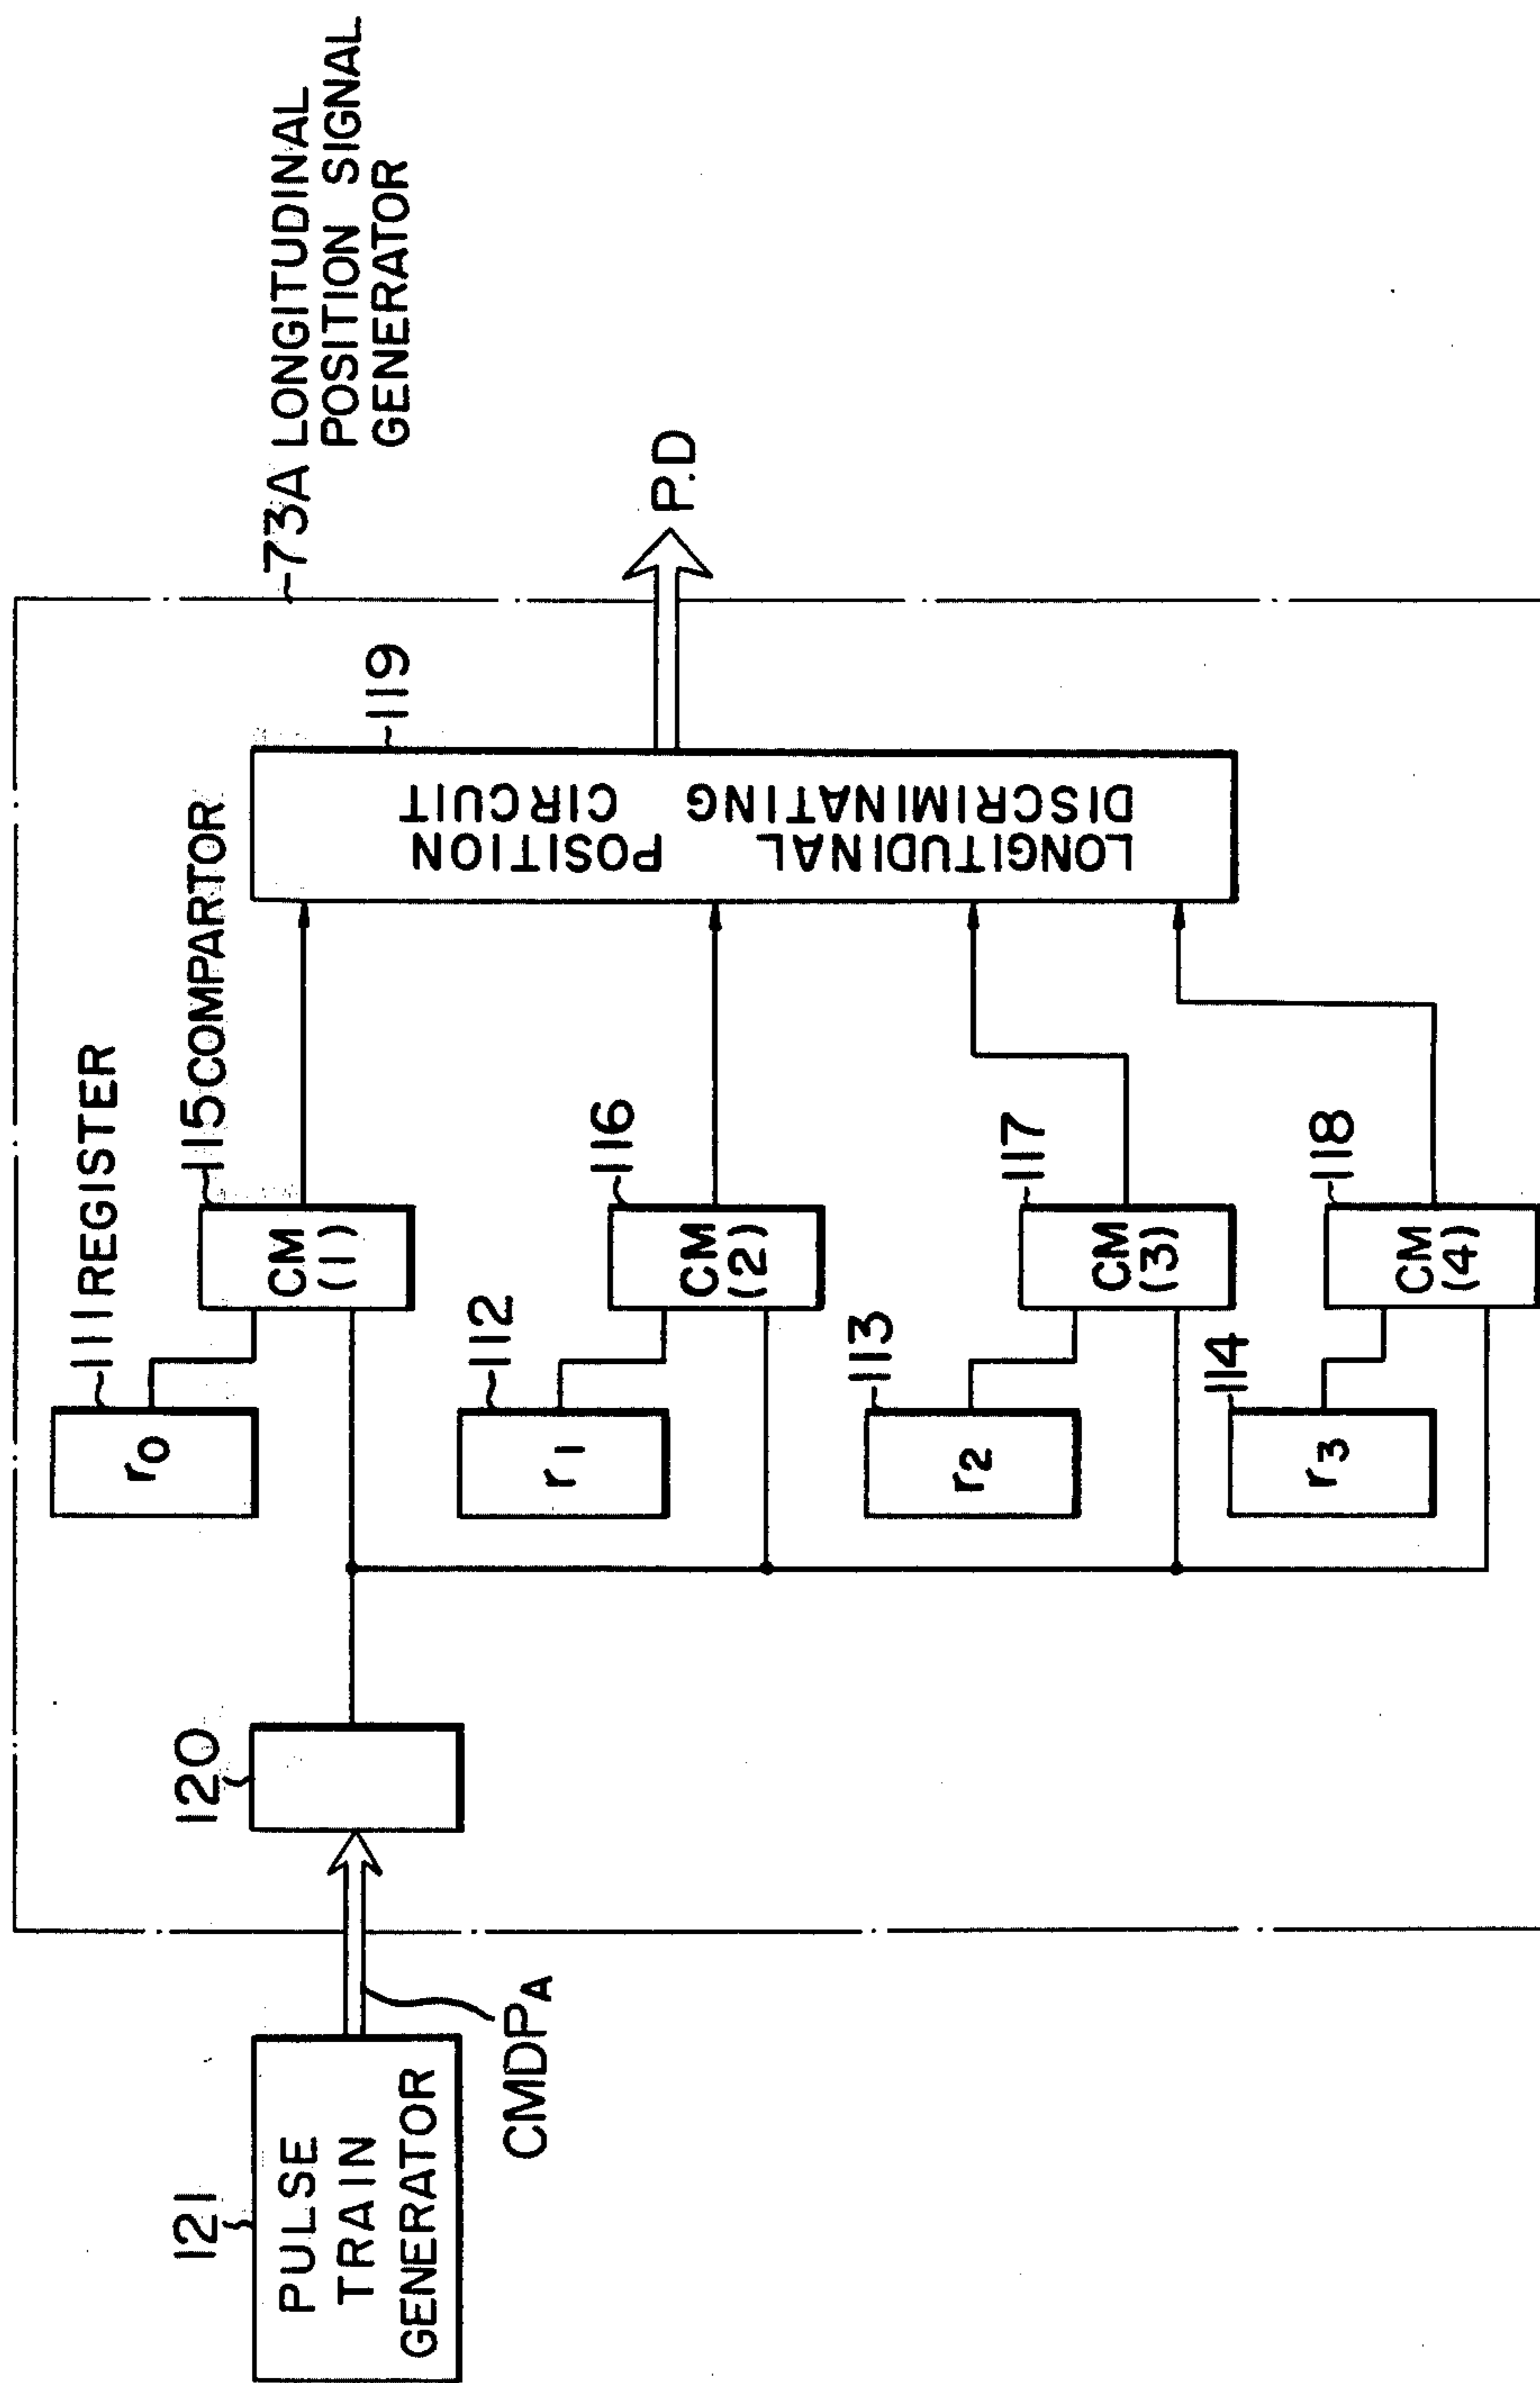 73A LONGITUDINAL
POSITION SIGNAL
GENERATOR
111 REGISTER
r0
115 COMPARTOR
CM
(1)
119
LONGITUDINAL POSITION
DISCRIMINATING CIRCUIT
P.D
121
PULSE
TRAIN
GENERATOR
CMDPA
120
112
r1
116
CM
(2)
113
r2
117
CM
(3)
114
r3
118
CM
(4)